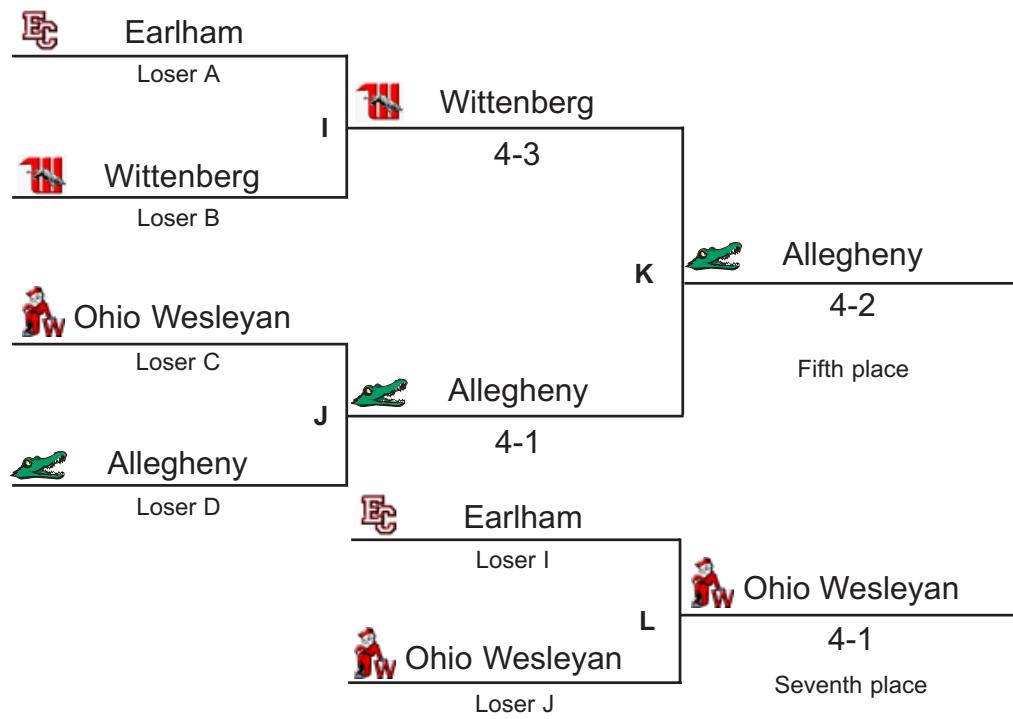 EC Earlham
Loser A
I
W Wittenberg
4-3
W Wittenberg
Loser B
K
Allegheny
4-2
Fifth place
W Ohio Wesleyan
Loser C
J
Allegheny
4-1
Allegheny
Loser D
EC Earlham
Loser I
L
W Ohio Wesleyan
4-1
Seventh place
W Ohio Wesleyan
Loser J